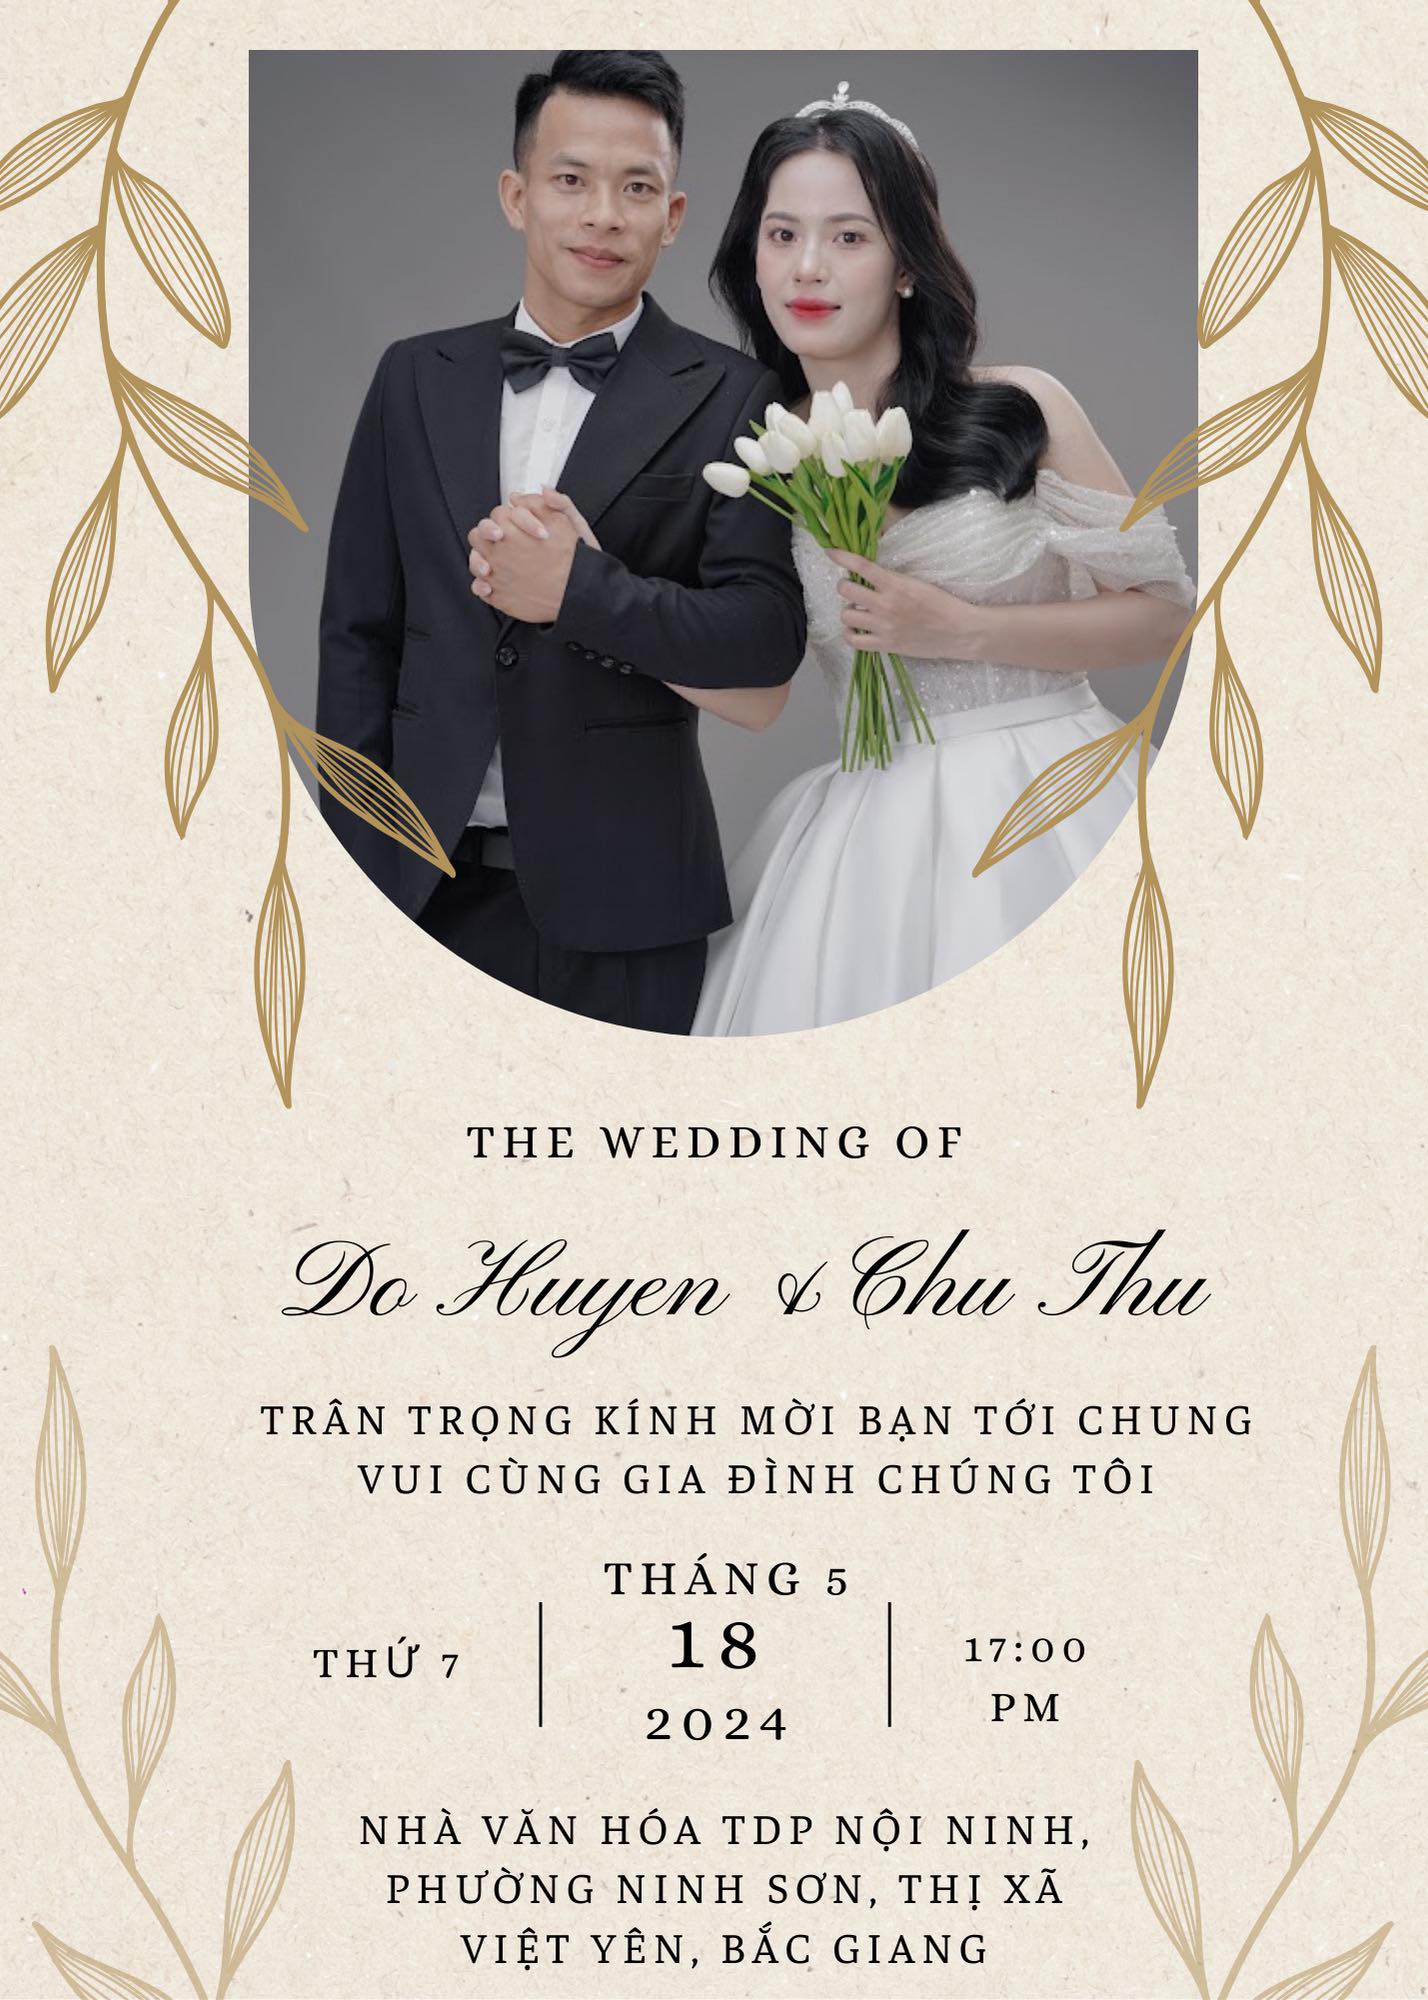 THE WEDDING OF
Do Huyen & Chu Thu
TRÂN TRỌNG KÍNH MỜI BẠN TỚI CHUNG
VUI CÙNG GIA ĐÌNH CHÚNG TÔI
THÁNG 5
THỨ 7
18
2024
17:00
PM
NHÀ VĂN HÓA TDP NỘI NINH,
PHƯỜNG NINH SƠN, THỊ XÃ
VIỆT YÊN, BẮC GIANG